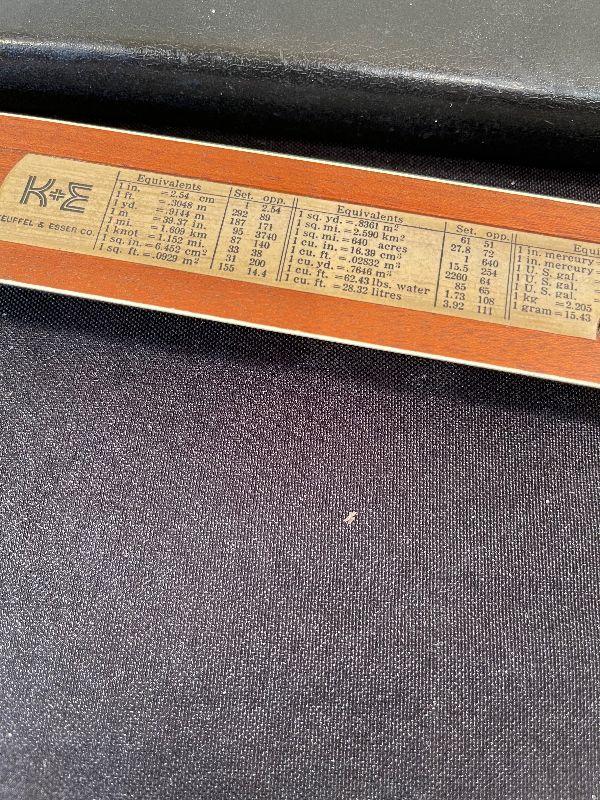 K+E
KEUFFEL & ESSER CO.
Equivalents Set. opp.
1 in. =2.54 cm 1 2.54
1 ft. =.3048 m 292 89
1 yd. =.9144 m 187 171
1 m =39.37 in. 95 3740
1 mi. =1.609 km 87 140
1 knot =1.152 mi. 33 38
1 sq. in. =6.452 cm² 31 200
1 sq. ft. =.0929 m² 155 14.4
Equivalents Set. opp.
1 sq. yd. =.8361 m² 61 51
1 sq. mi. =2.590 km² 27.8 72
1 sq. mi. =640 acres 1 640
1 cu. in. =16.39 cm³ 15.5 254
1 cu. ft. =.02832 m³ 2260 64
1 cu. yd. =.7646 m³ 85 65
1 cu. ft. =62.43 lbs. water 1.73 108
1 cu. ft. =28.32 litres 3.92 111
Equi
1 in. mercury =
1 in. mercury =
1 U. S. gal.
1 U. S. gal.
1 U. S. gal.
1 kg =2.205
1 gram =15.43